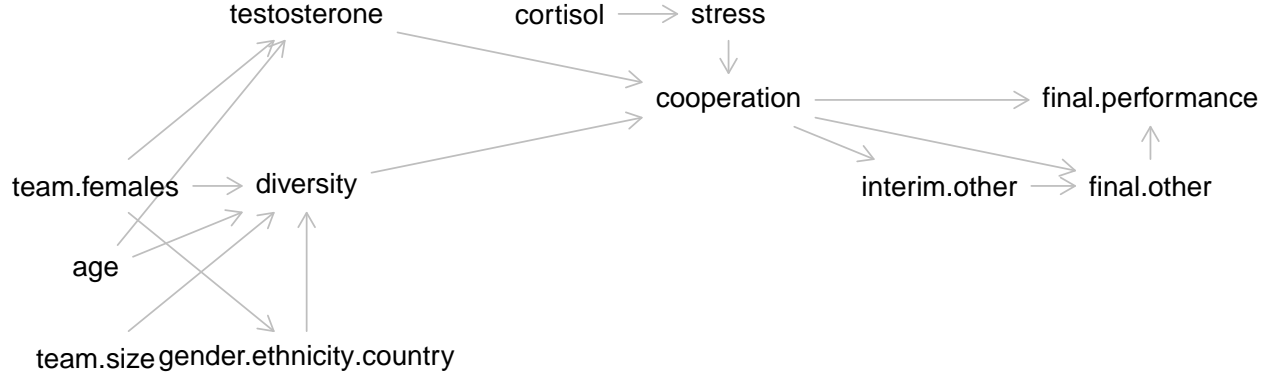 testosterone
cortisol
stress
cooperation
final.performance
team.females
diversity
interim.other
final.other
age
team.size
gender.ethnicity.country